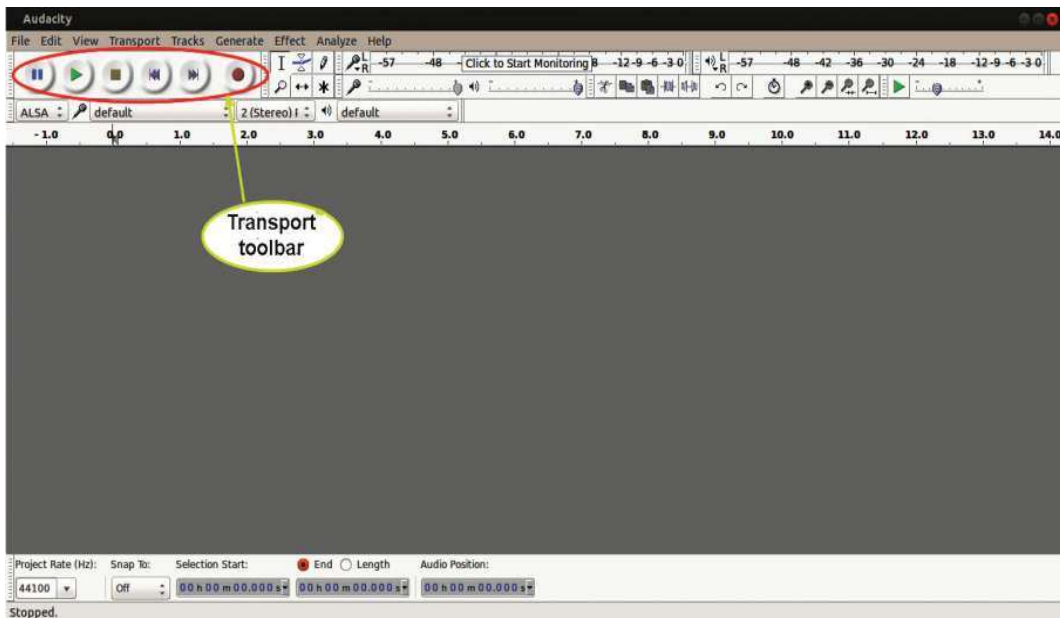 Audacity
File Edit View Transport Tracks Generate Effect Analyze Help
L R -57 -48 Click to Start Monitoring 8 -12 -9 -6 -3 0 L R -57 -48 -42 -36 -30 -24 -18 -12 -9 -6 -3 0
ALSA default 2 (Stereo) default
-1.0 0.0 1.0 2.0 3.0 4.0 5.0 6.0 7.0 8.0 9.0 10.0 11.0 12.0 13.0 14.0
Transport
toolbar
Project Rate (Hz): Snap To: Selection Start: End Length Audio Position:
44100 Off 00 h 00 m 00.000 s 00 h 00 m 00.000 s 00 h 00 m 00.000 s
Stopped.